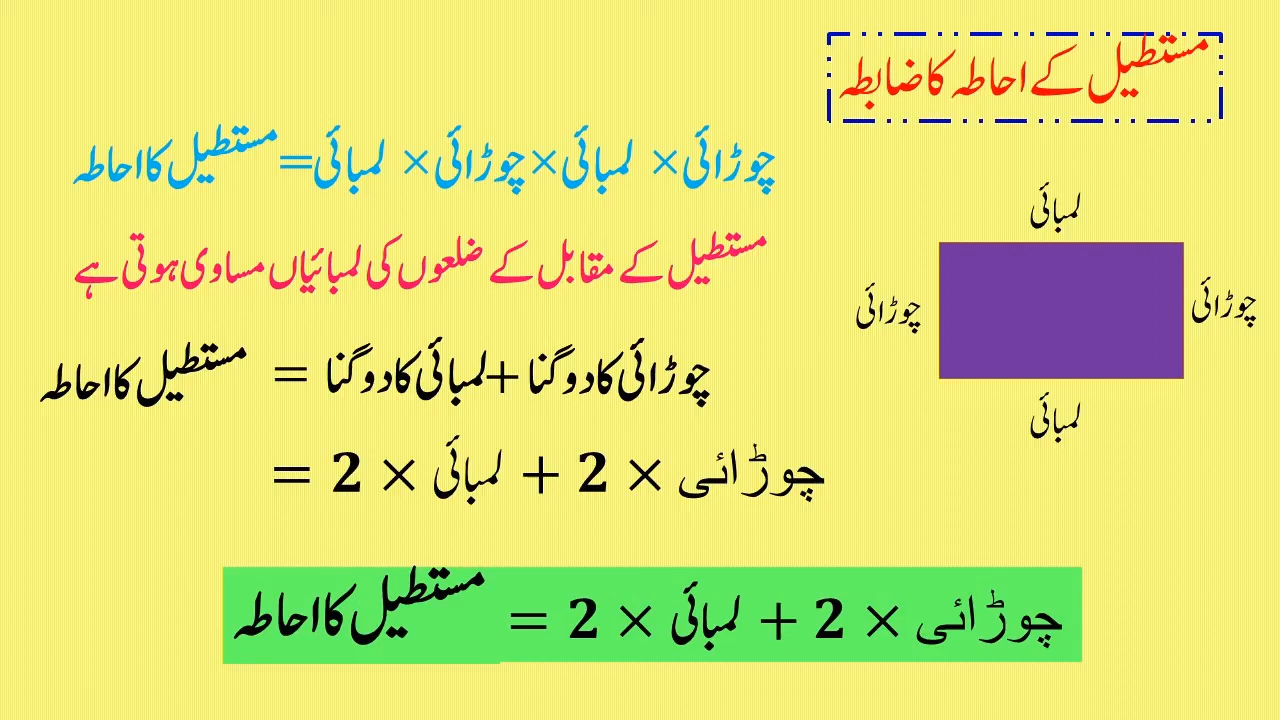 مستطیل کے احاطہ کا ضابطہ
مستطیل کا احاطہ = لمبائی × چوڑائی × لمبائی × چوڑائی
لمبائی
چوڑائی
چوڑائی
لمبائی
مستطیل کے مقابل کے ضلعوں کی لمبائیاں مساوی ہوتی ہے
مستطیل کا احاطہ = لمبائی کا دوگنا + چوڑائی کا دوگنا
= 2 × لمبائی + 2 × چوڑائی
مستطیل کا احاطہ = 2 × لمبائی + 2 × چوڑائی